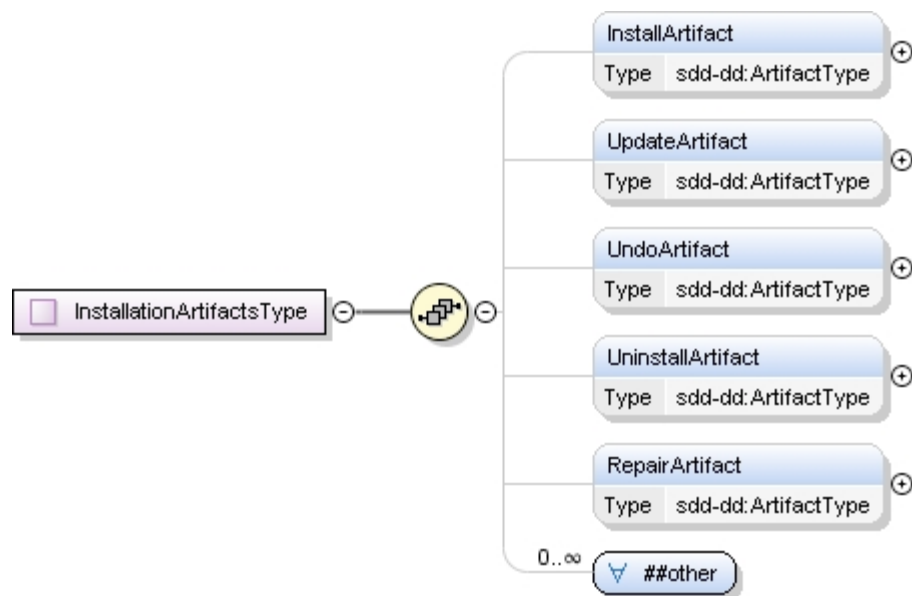 InstallArtifact
Type sdd-dd:ArtifactType
UpdateArtifact
Type sdd-dd:ArtifactType
UndoArtifact
Type sdd-dd:ArtifactType
InstallationArtifactsType
UninstallArtifact
Type sdd-dd:ArtifactType
RepairArtifact
Type sdd-dd:ArtifactType
0..∞
∀ ##other